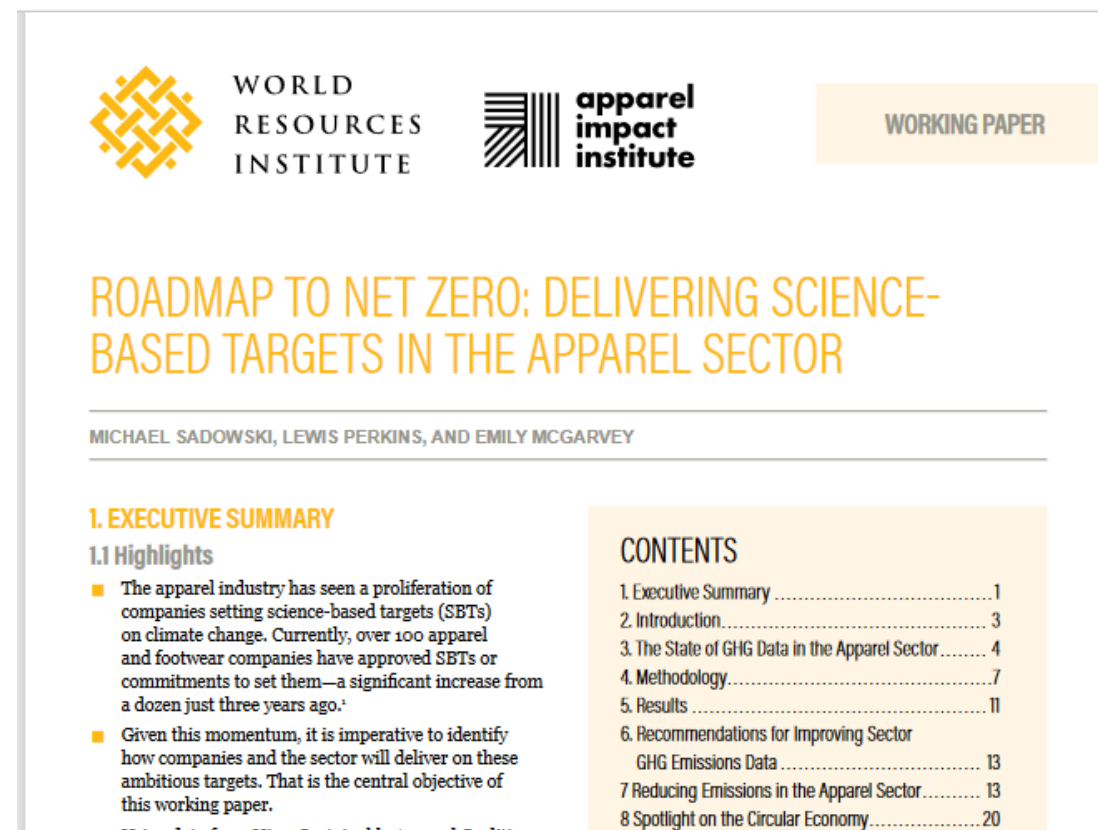 WORLD
RESOURCES
INSTITUTE
apparel
impact
institute
WORKING PAPER
ROADMAP TO NET ZERO: DELIVERING SCIENCE-
BASED TARGETS IN THE APPAREL SECTOR
MICHAEL SADOWSKI, LEWIS PERKINS, AND EMILY MCGARVEY
1. EXECUTIVE SUMMARY
1.1 Highlights
The apparel industry has seen a proliferation of
companies setting science-based targets (SBTs)
on climate change. Currently, over 100 apparel
and footwear companies have approved SBTs or
commitments to set them—a significant increase from
a dozen just three years ago.¹
Given this momentum, it is imperative to identify
how companies and the sector will deliver on these
ambitious targets. That is the central objective of
this working paper.
CONTENTS
1. Executive Summary ....................................1
2. Introduction............................................ 3
3. The State of GHG Data in the Apparel Sector........ 4
4. Methodology............................................7
5. Results ................................................. 11
6. Recommendations for Improving Sector
GHG Emissions Data ................................. 13
7 Reducing Emissions in the Apparel Sector.......... 13
8 Spotlight on the Circular Economy...................20